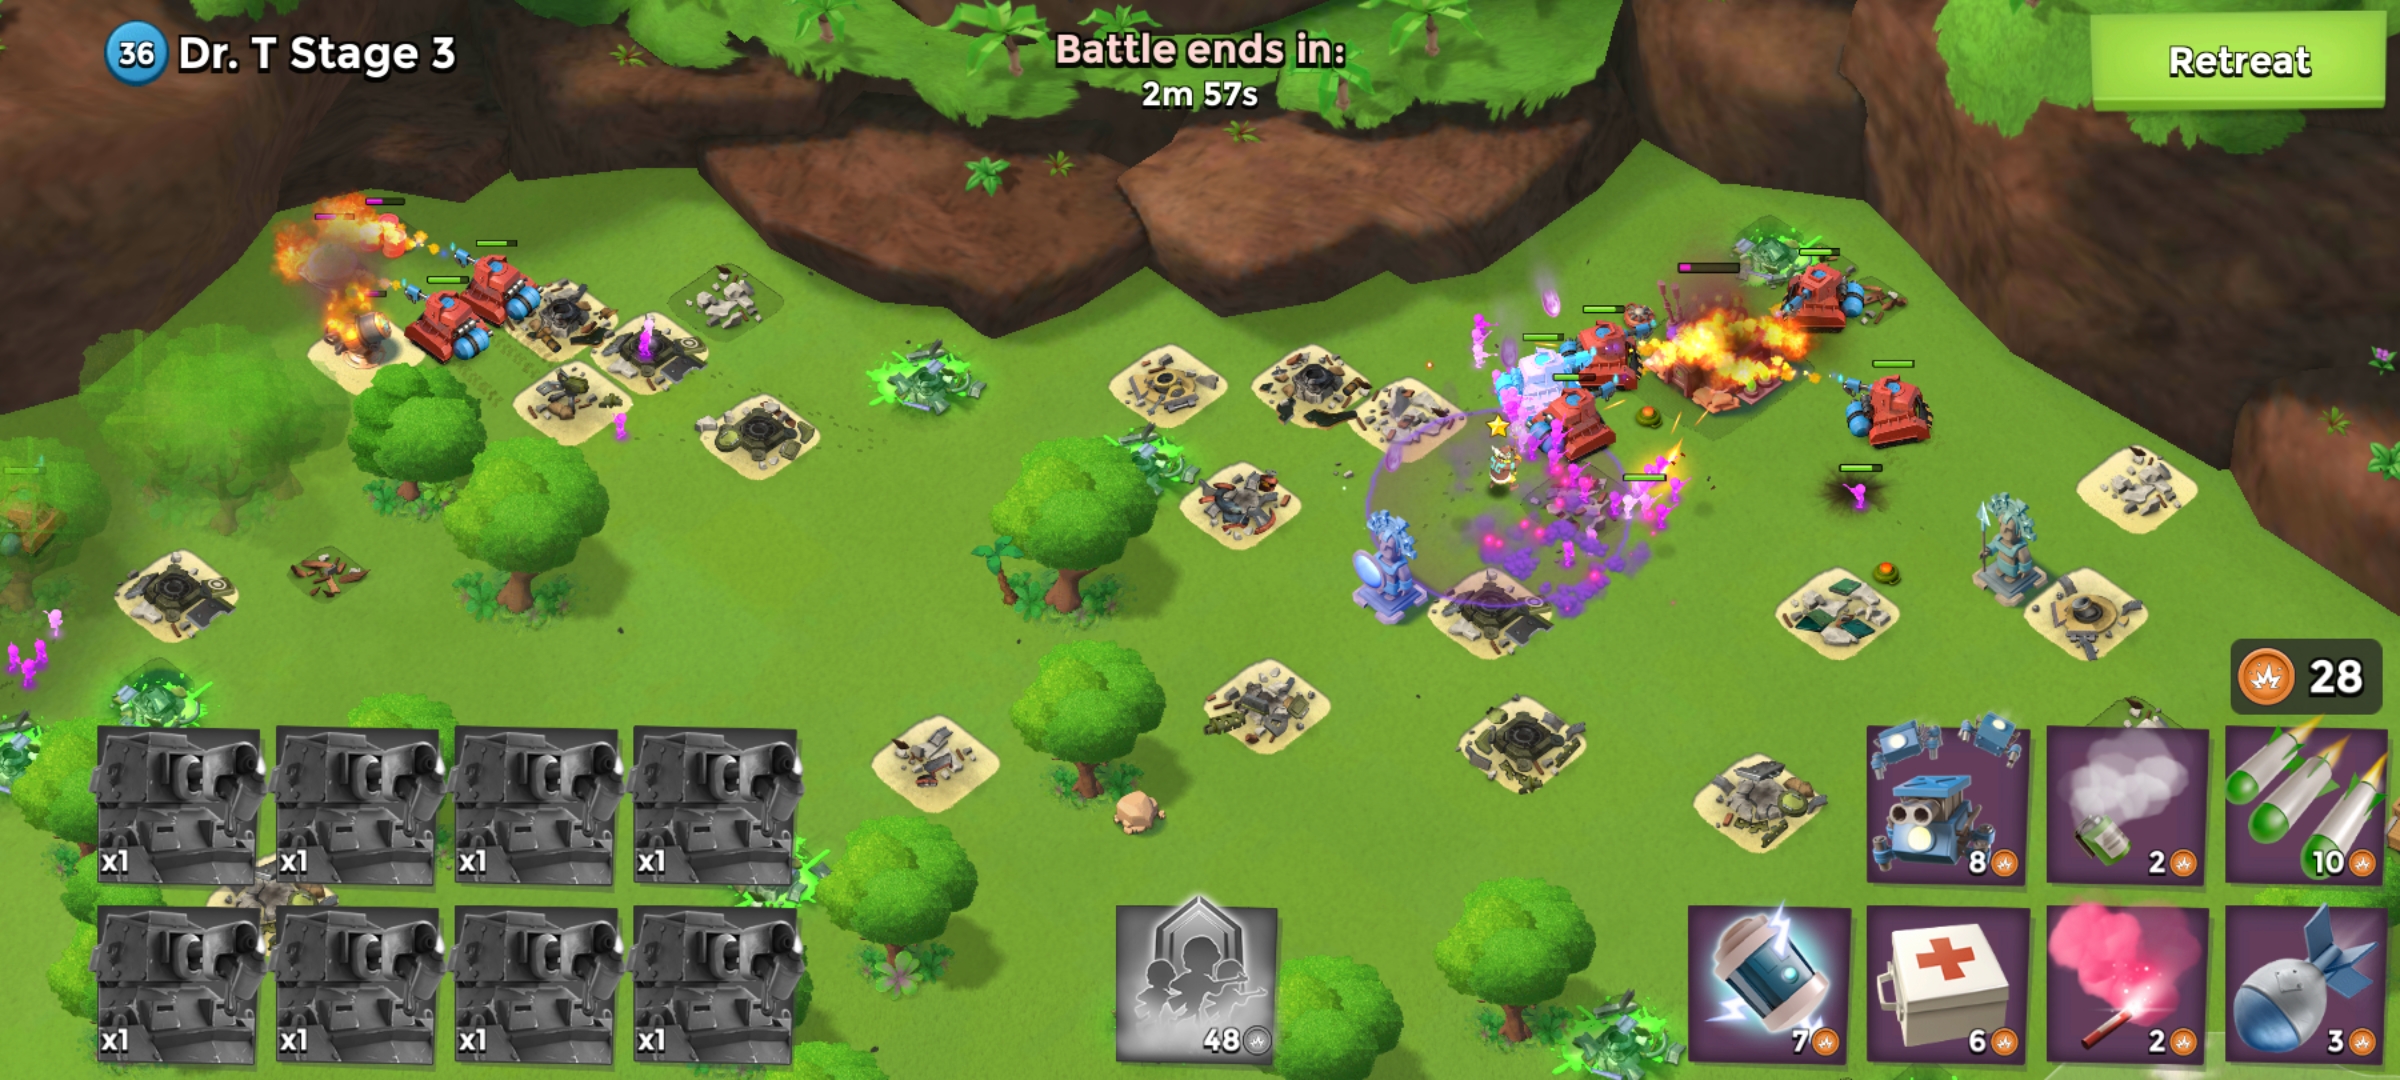 36 Dr. T Stage 3
Battle ends in:
2m 57s
Retreat
28
x1 x1 x1 x1
8 2 10
x1 x1 x1 x1
48
7 6 2 3